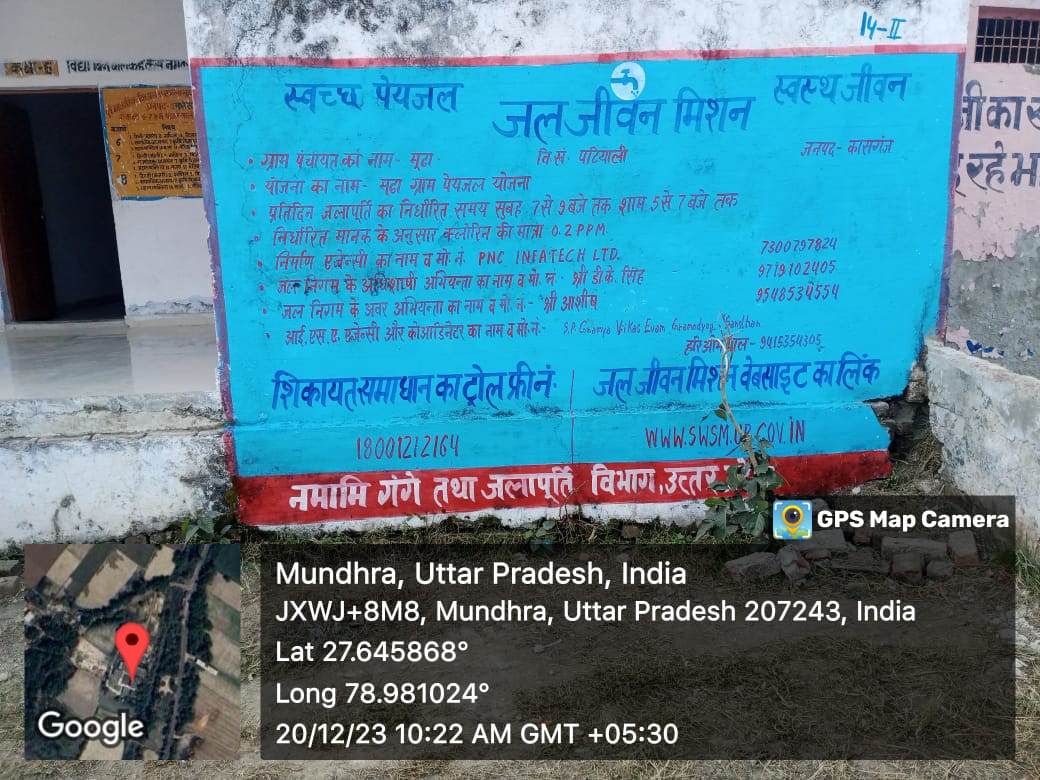 14-II
कक्षा-6
स्वच्छ पेयजल
जल जीवन मिशन
स्वस्थ जीवन
• ग्राम पंचायत का नाम- मूढा
वि.सं. पटियाली
जनपद- कासगंज
• योजना का नाम- मूढा ग्राम पेयजल योजना
• प्रतिदिन जलापूर्ति का निर्धारित समय सुबह 7 से 9 बजे तक शाम 5 से 7 बजे तक
• निर्धारित मानक के अनुसार क्लोरिन की मात्रा 0.2 PPM
• निर्माण एजेन्सी का नाम व मो. नं. PNC INFATECH LTD. 7300797824
• जल निगम के अधिशाषी अभियन्ता का नाम व मो. नं. - श्री डी.के. सिंह 9719102405
• जल निगम के अवर अभियन्ता का नाम व मो. नं.- श्री आशीष 9548534554
• आई.एस.ए. एजेन्सी और कोआर्डिनेटर का नाम व मो.नं.- S.P. Gramya Vikas Evam Gramodyog Sansthan
हरिओम पाल- 9415354305
शिकायत समाधान का ट्रोल फ्री नं.
जल जीवन मिशन वेबसाइट का लिंक
18001212164
WWW.SWSM.UP.GOV.IN
नमामि गंगे तथा जलापूर्ति विभाग, उत्तर
GPS Map Camera
Mundhra, Uttar Pradesh, India
JXWJ+8M8, Mundhra, Uttar Pradesh 207243, India
Lat 27.645868°
Long 78.981024°
20/12/23 10:22 AM GMT +05:30
Google